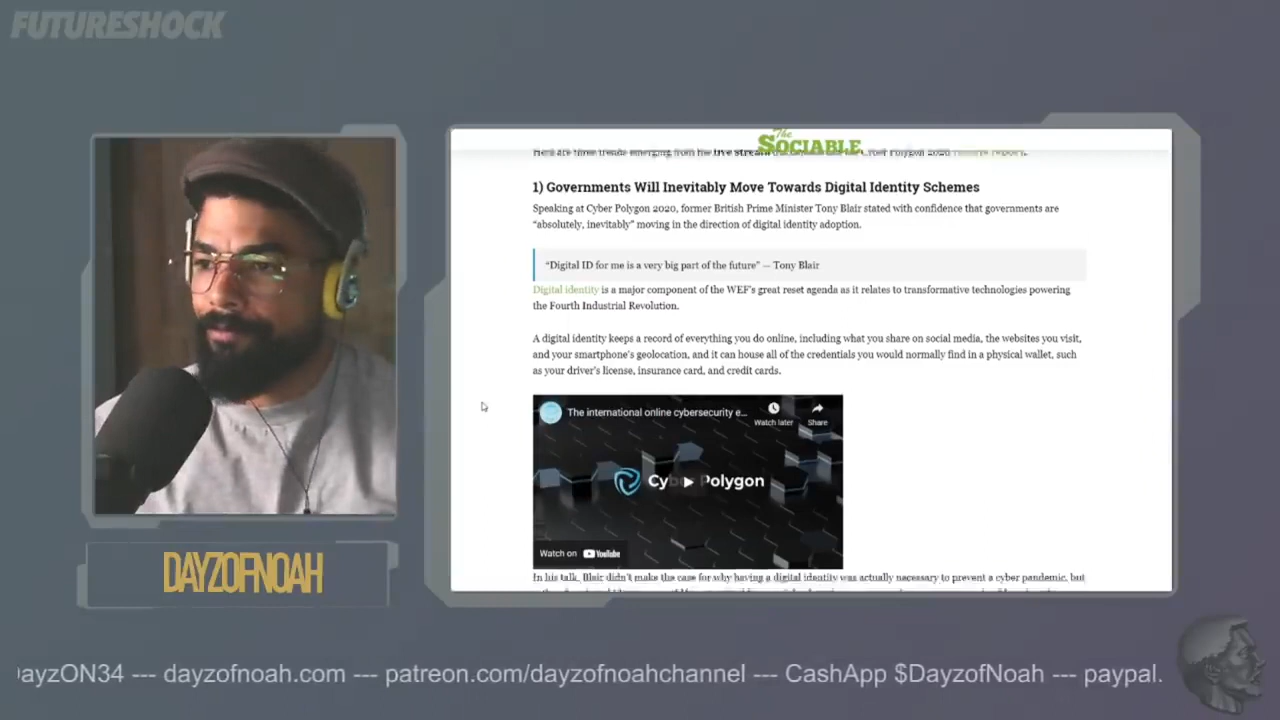 FUTURESHOCK
The
SOCIABLE
Here are three trends emerging from the live stream Cyber Polygon 2020 results report.
1) Governments Will Inevitably Move Towards Digital Identity Schemes
Speaking at Cyber Polygon 2020, former British Prime Minister Tony Blair stated with confidence that governments are
“absolutely, inevitably” moving in the direction of digital identity adoption.
“Digital ID for me is a very big part of the future” — Tony Blair
Digital identity is a major component of the WEF’s great reset agenda as it relates to transformative technologies powering
the Fourth Industrial Revolution.
A digital identity keeps a record of everything you do online, including what you share on social media, the websites you visit,
and your smartphone’s geolocation, and it can house all of the credentials you would normally find in a physical wallet, such
as your driver’s license, insurance card, and credit cards.
The international online cybersecurity e...
Watch later
Share
Cyber Polygon
Watch on YouTube
In his talk, Blair didn’t make the case for why having a digital identity was actually necessary to prevent a cyber pandemic, but
DAYZOFNOAH
ayzON34 --- dayzofnoah.com --- patreon.com/dayzofnoahchannel --- CashApp $DayzofNoah --- paypal.